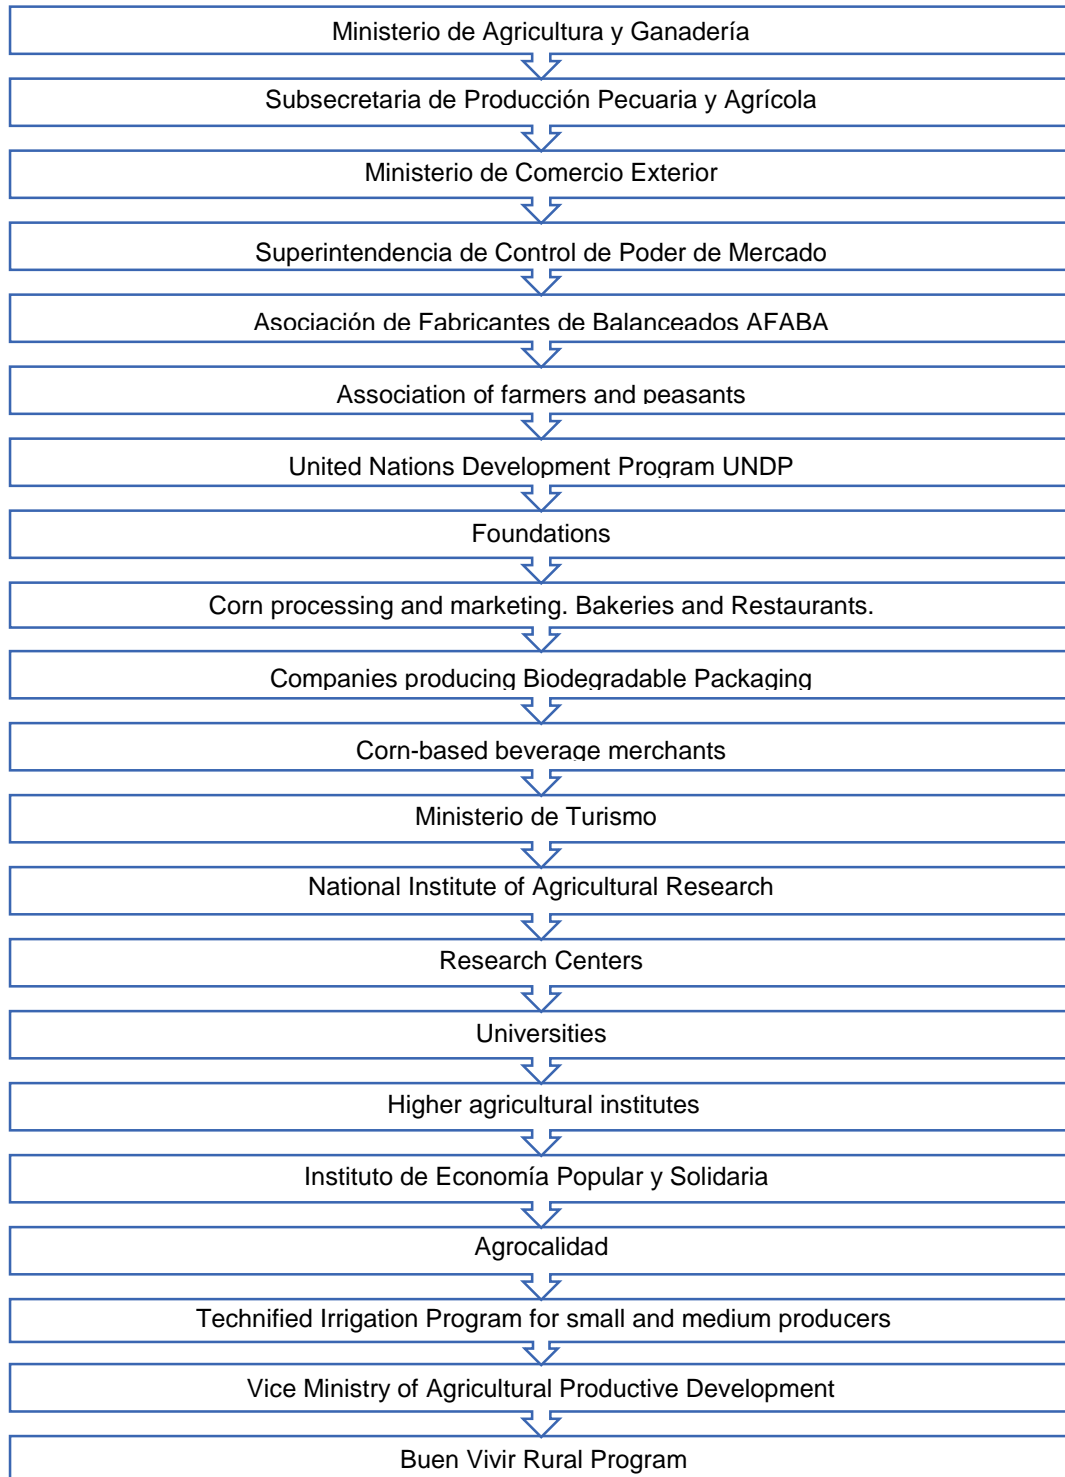 Ministerio de Agricultura y Ganadería
Subsecretaria de Producción Pecuaria y Agrícola
Ministerio de Comercio Exterior
Superintendencia de Control de Poder de Mercado
Asociación de Fabricantes de Balanceados AFABA
Association of farmers and peasants
United Nations Development Program UNDP
Foundations
Corn processing and marketing. Bakeries and Restaurants.
Companies producing Biodegradable Packaging
Corn-based beverage merchants
Ministerio de Turismo
National Institute of Agricultural Research
Research Centers
Universities
Higher agricultural institutes
Instituto de Economía Popular y Solidaria
Agrocalidad
Technified Irrigation Program for small and medium producers
Vice Ministry of Agricultural Productive Development
Buen Vivir Rural Program